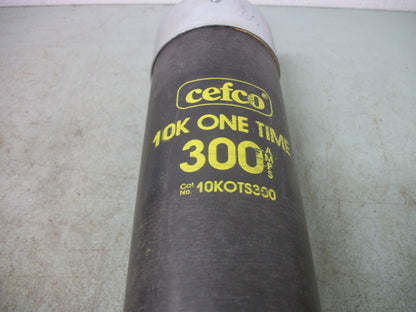 cefco®
10K ONE TIME
300 AMPS
Cat No. 10KOTS300